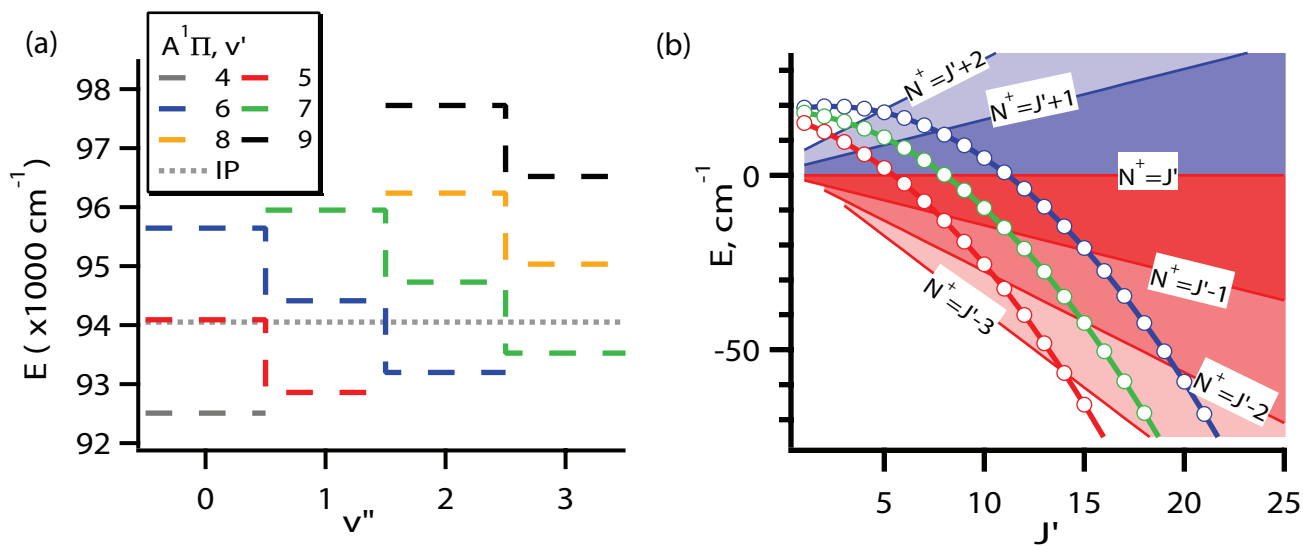 (a)
A¹Π, v'
4 5
6 7
8 9
IP
98
97
96
95
94
93
92
E ( x1000 cm⁻¹)
0 1 2 3
v"
(b)
N⁺=J'+2
N⁺=J'+1
N⁺=J'
N⁺=J'-1
N⁺=J'-2
N⁺=J'-3
0
-50
E, cm⁻¹
5 10 15 20 25
J'